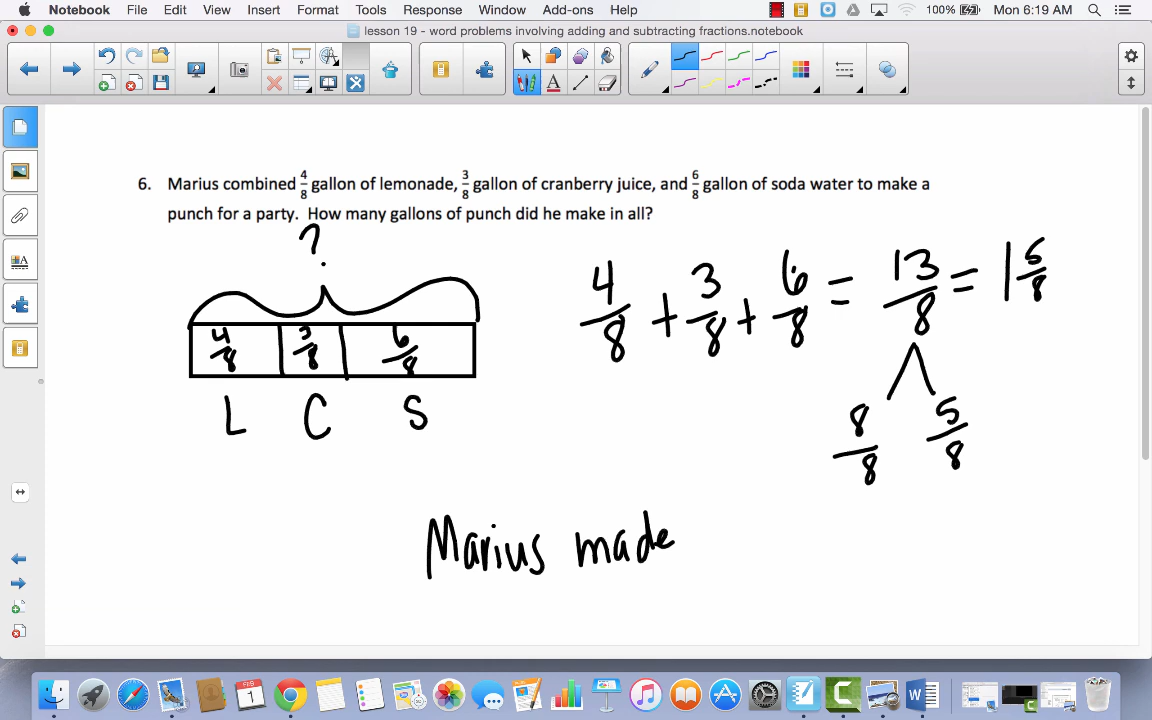 Notebook File Edit View Insert Format Tools Response Window Add-ons Help 100% Mon 6:19 AM
lesson 19 - word problems involving adding and subtracting fractions.notebook
6. Marius combined 4/8 gallon of lemonade, 3/8 gallon of cranberry juice, and 6/8 gallon of soda water to make a
punch for a party. How many gallons of punch did he make in all?
?
4/8 3/8 6/8
L C S
4/8 + 3/8 + 6/8 = 13/8 = 1 5/8
8/8 5/8
Marius made
FEB
1